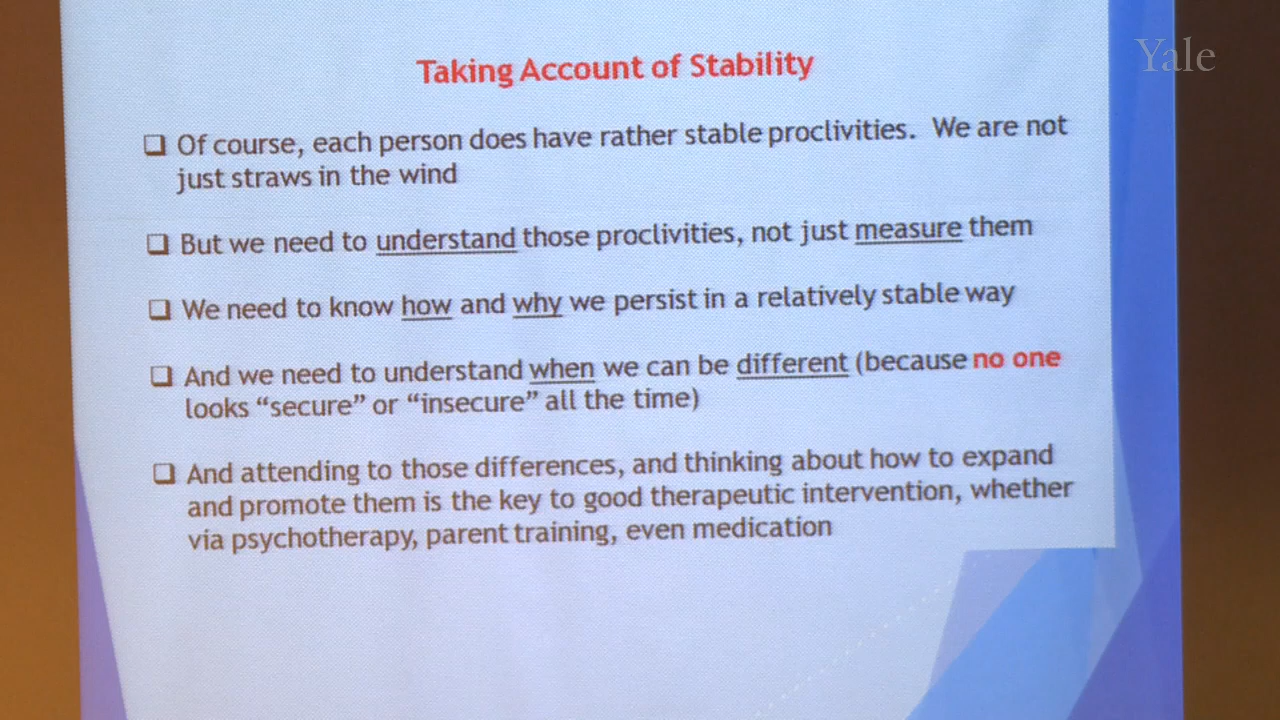 Yale
Taking Account of Stability
❑ Of course, each person does have rather stable proclivities. We are not
just straws in the wind
❑ But we need to understand those proclivities, not just measure them
❑ We need to know how and why we persist in a relatively stable way
❑ And we need to understand when we can be different (because no one
looks “secure” or “insecure” all the time)
❑ And attending to those differences, and thinking about how to expand
and promote them is the key to good therapeutic intervention, whether
via psychotherapy, parent training, even medication